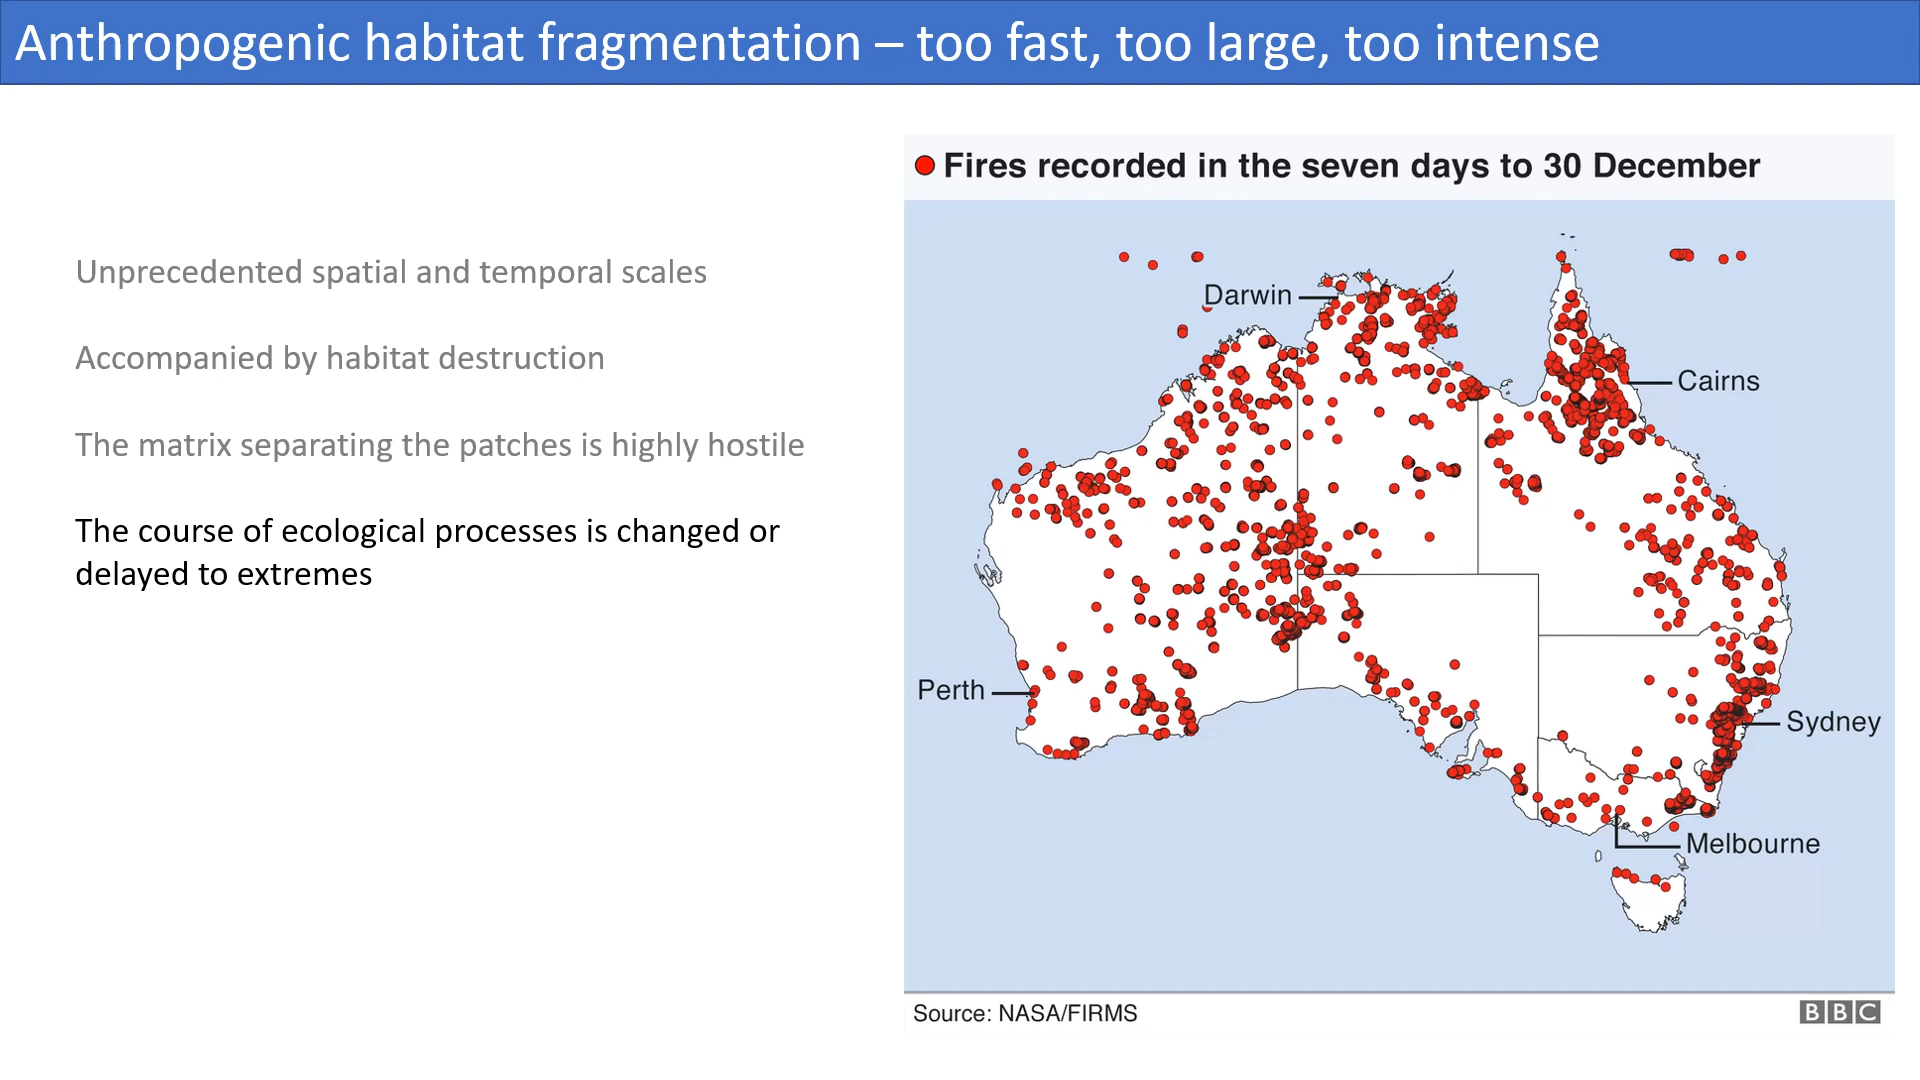 Anthropogenic habitat fragmentation – too fast, too large, too intense
Unprecedented spatial and temporal scales
Accompanied by habitat destruction
The matrix separating the patches is highly hostile
The course of ecological processes is changed or
delayed to extremes
Fires recorded in the seven days to 30 December
Darwin
Cairns
Perth
Sydney
Melbourne
Source: NASA/FIRMS
BBC